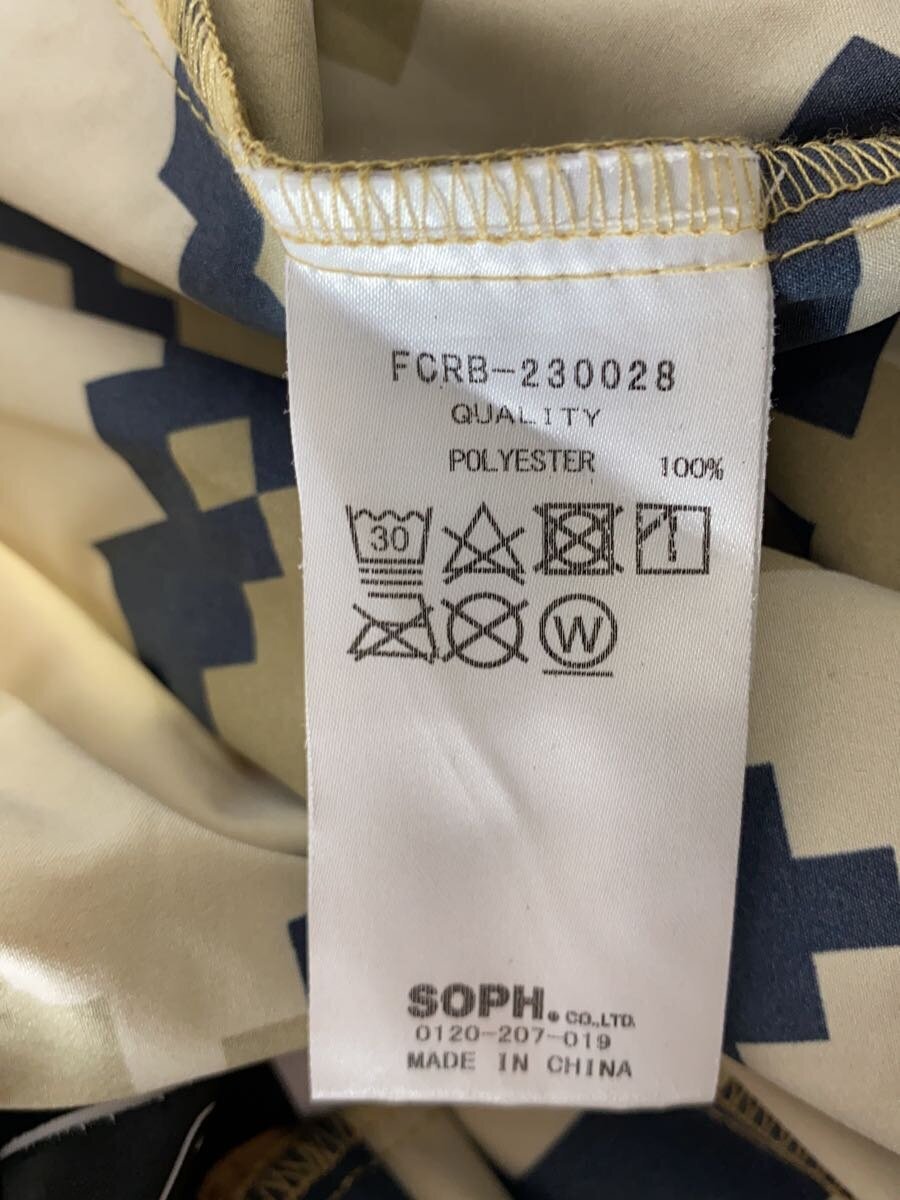 FCRB-230028
QUALITY
POLYESTER 100%
30
W
SOPH. CO.,LTD.
0120-207-019
MADE IN CHINA